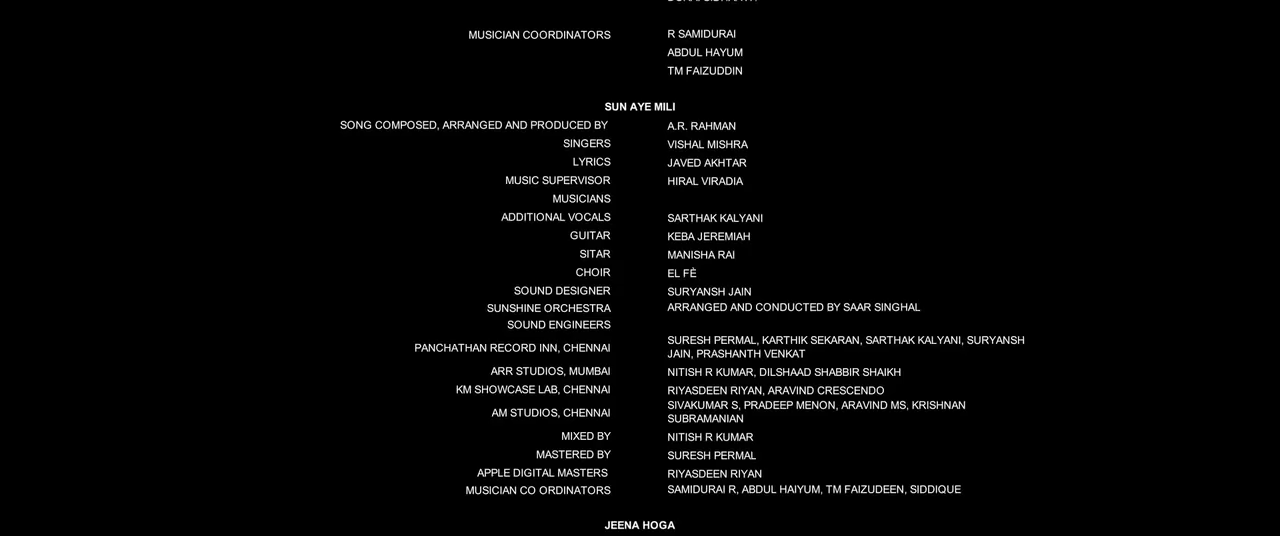 MUSICIAN COORDINATORS R SAMIDURAI
ABDUL HAYUM
TM FAIZUDDIN
SUN AYE MILI
SONG COMPOSED, ARRANGED AND PRODUCED BY A.R. RAHMAN
SINGERS VISHAL MISHRA
LYRICS JAVED AKHTAR
MUSIC SUPERVISOR HIRAL VIRADIA
MUSICIANS
ADDITIONAL VOCALS SARTHAK KALYANI
GUITAR KEBA JEREMIAH
SITAR MANISHA RAI
CHOIR EL FÈ
SOUND DESIGNER SURYANSH JAIN
SUNSHINE ORCHESTRA ARRANGED AND CONDUCTED BY SAAR SINGHAL
SOUND ENGINEERS
PANCHATHAN RECORD INN, CHENNAI SURESH PERMAL, KARTHIK SEKARAN, SARTHAK KALYANI, SURYANSH
JAIN, PRASHANTH VENKAT
ARR STUDIOS, MUMBAI NITISH R KUMAR, DILSHAAD SHABBIR SHAIKH
KM SHOWCASE LAB, CHENNAI RIYASDEEN RIYAN, ARAVIND CRESCENDO
AM STUDIOS, CHENNAI SIVAKUMAR S, PRADEEP MENON, ARAVIND MS, KRISHNAN
SUBRAMANIAN
MIXED BY NITISH R KUMAR
MASTERED BY SURESH PERMAL
APPLE DIGITAL MASTERS RIYASDEEN RIYAN
MUSICIAN CO ORDINATORS SAMIDURAI R, ABDUL HAIYUM, TM FAIZUDEEN, SIDDIQUE
JEENA HOGA